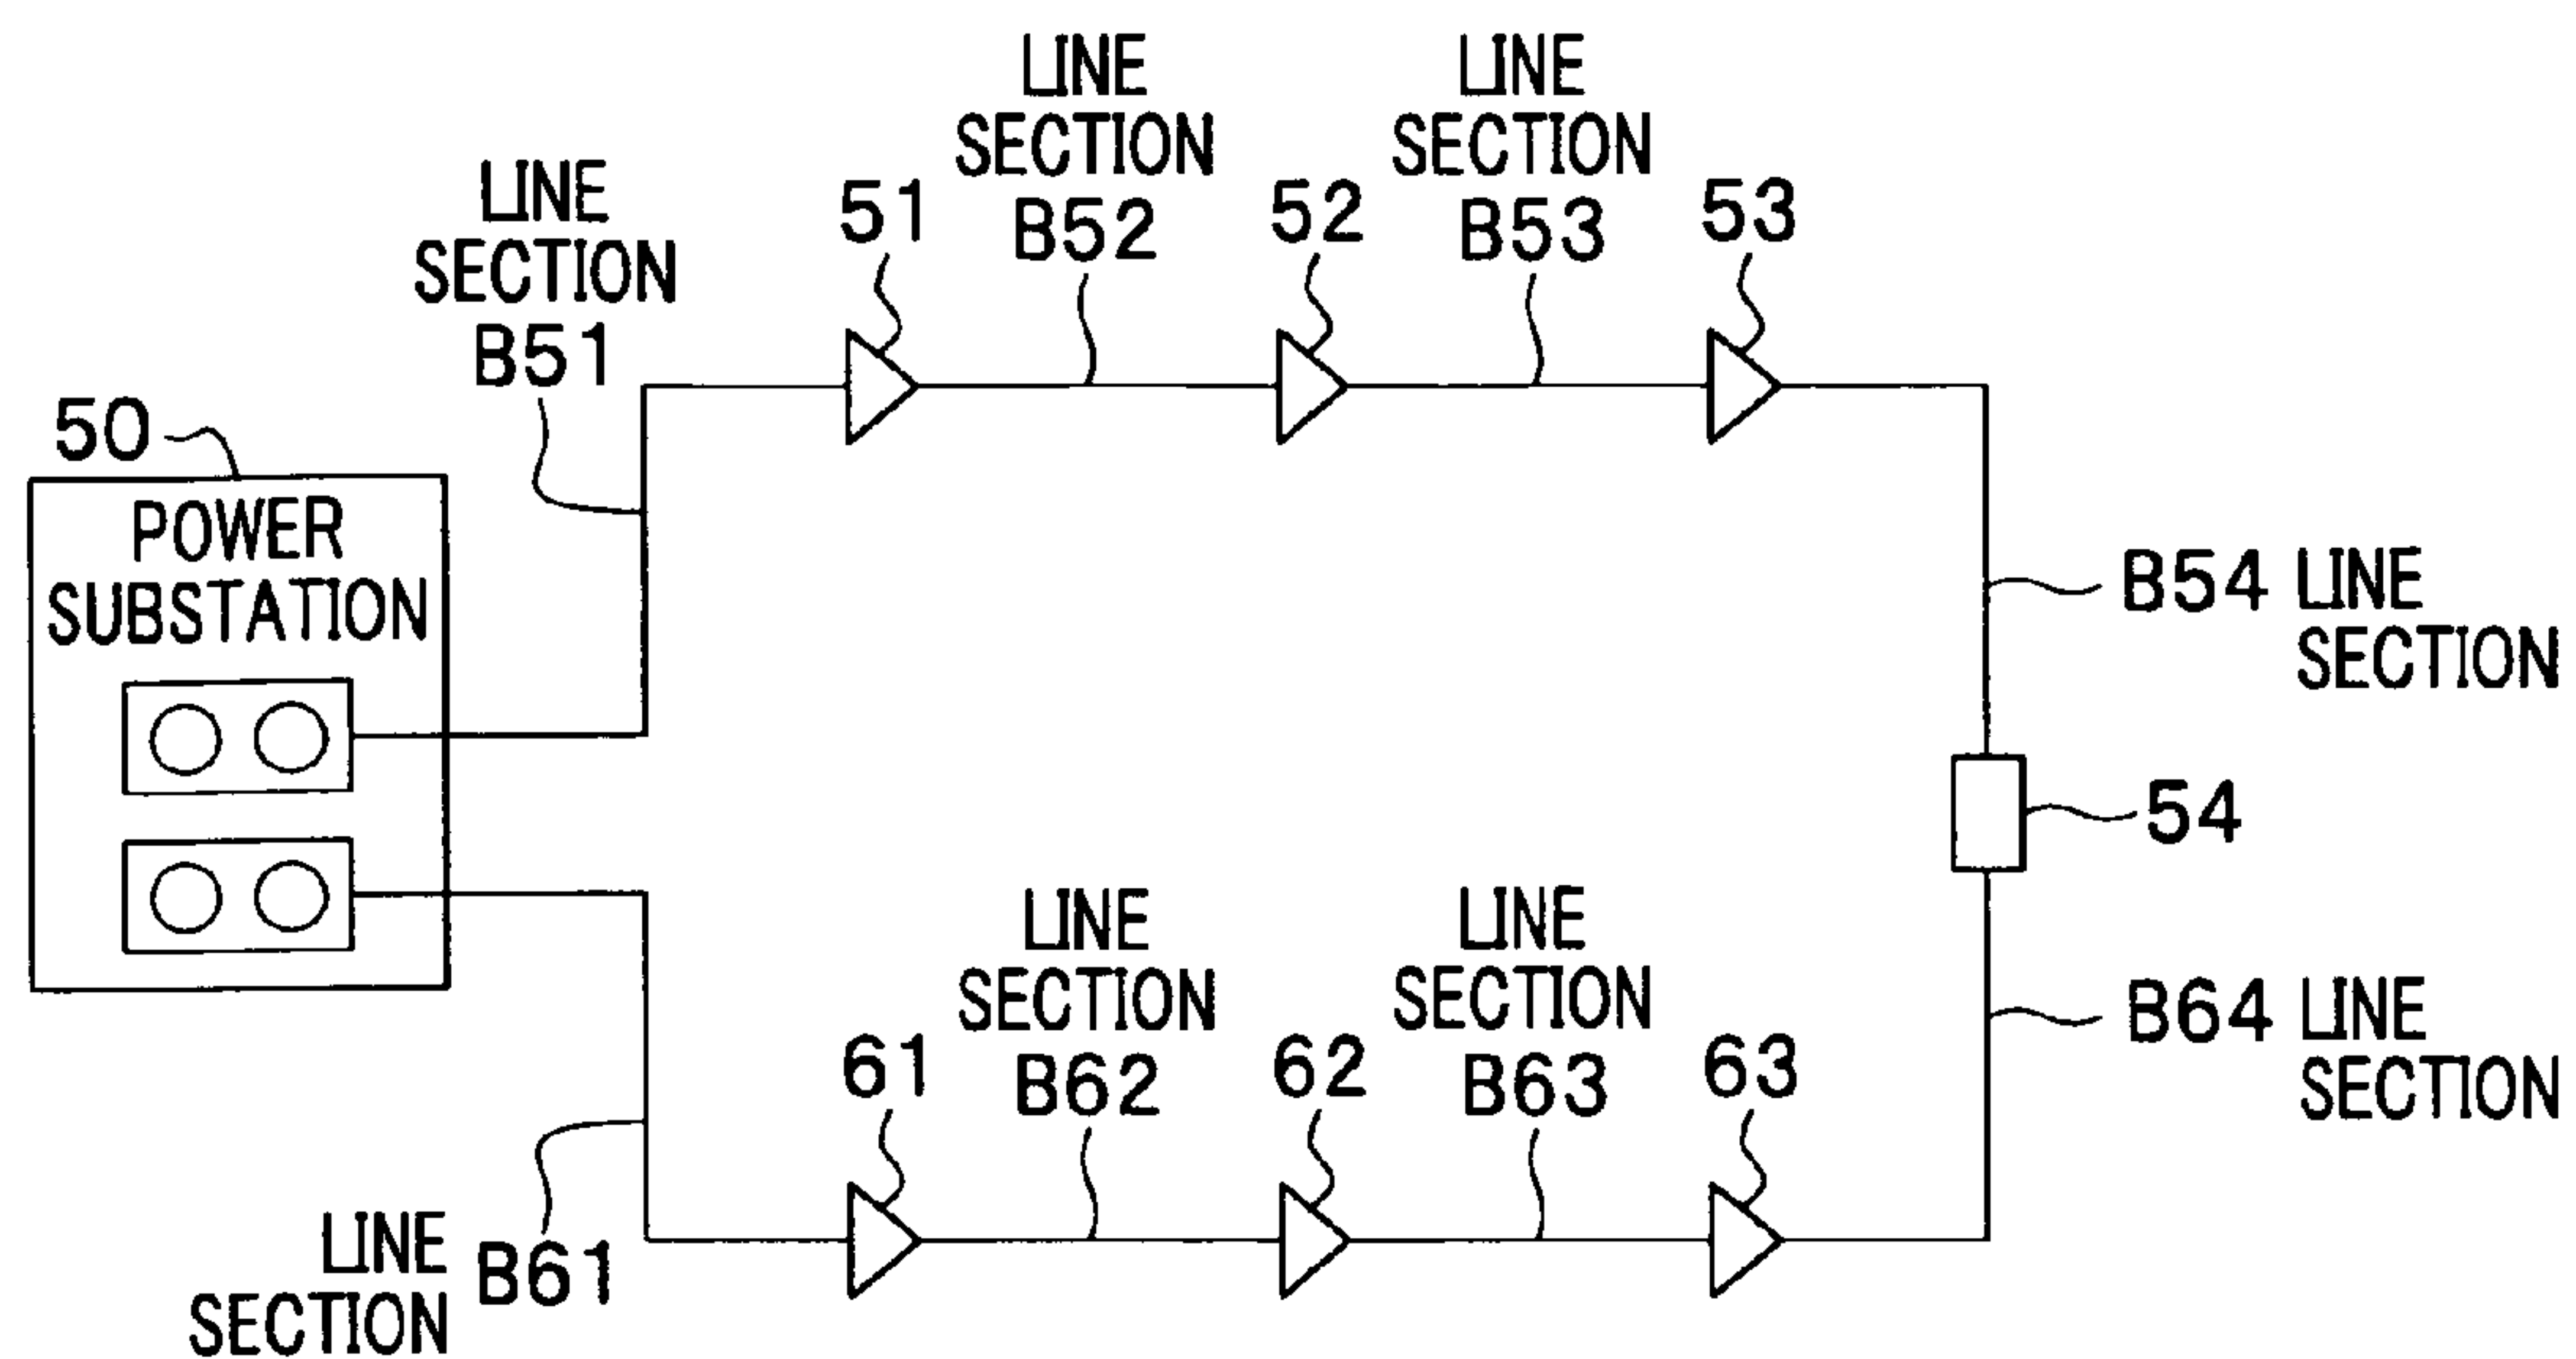 LINE
SECTION
B52
LINE
SECTION
B53
LINE
SECTION
B51
51
52
53
50
POWER
SUBSTATION
B54 LINE
SECTION
54
LINE
SECTION
B62
LINE
SECTION
B63
B64 LINE
SECTION
61
62
63
LINE
SECTION
B61